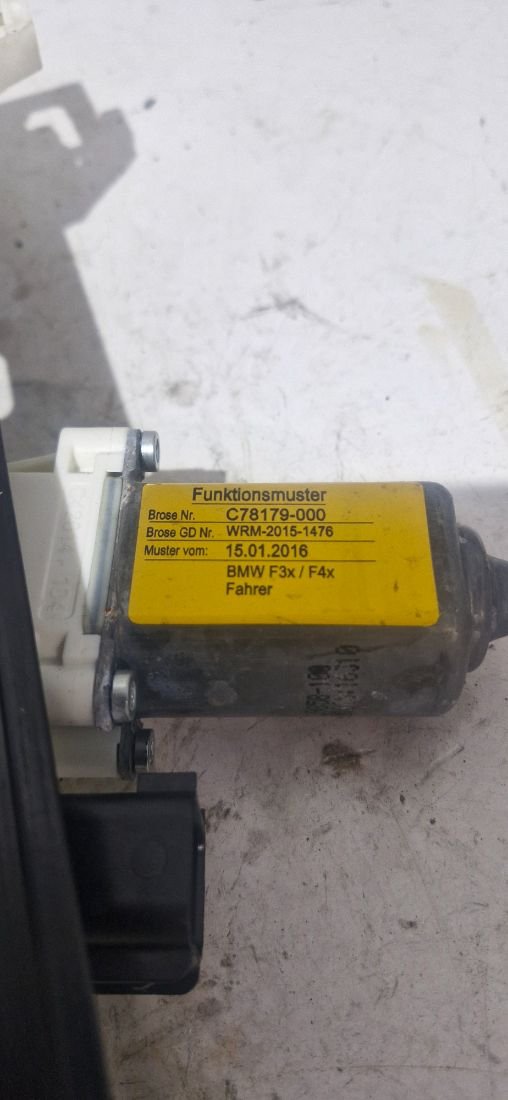 Funktionsmuster
Brose Nr. C78179-000
Brose GD Nr. WRM-2015-1476
Muster vom: 15.01.2016
BMW F3x / F4x
Fahrer